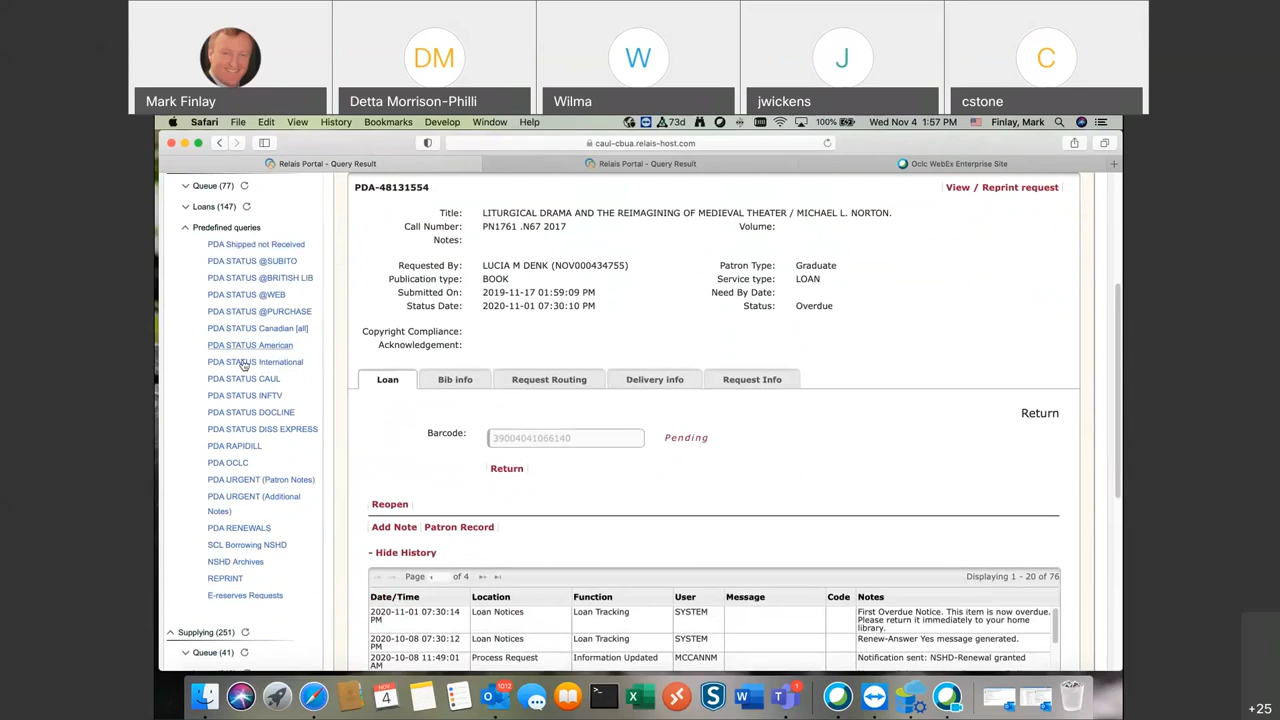 DM
W
J
C
Mark Finlay
Detta Morrison-Philli
Wilma
jwickens
cstone
Safari File Edit View History Bookmarks Develop Window Help
73d 100% Wed Nov 4 1:57 PM Finlay, Mark
caul-cbua.relais-host.com
Relais Portal - Query Result
Relais Portal - Query Result
Oclc WebEx Enterprise Site
Queue (77)
Loans (147)
Predefined queries
PDA Shipped not Received
PDA STATUS @SUBITO
PDA STATUS @BRITISH LIB
PDA STATUS @WEB
PDA STATUS @PURCHASE
PDA STATUS Canadian [all]
PDA STATUS American
PDA STATUS International
PDA STATUS CAUL
PDA STATUS INFTV
PDA STATUS DOCLINE
PDA STATUS DISS EXPRESS
PDA RAPIDILL
PDA OCLC
PDA URGENT (Patron Notes)
PDA URGENT (Additional
Notes)
PDA RENEWALS
SCL Borrowing NSHD
NSHD Archives
REPRINT
E-reserves Requests
Supplying (251)
Queue (41)
PDA-48131554
View / Reprint request
Title: LITURGICAL DRAMA AND THE REIMAGINING OF MEDIEVAL THEATER / MICHAEL L. NORTON.
Call Number: PN1761 .N67 2017 Volume:
Notes:
Requested By: LUCIA M DENK (NOV000434755) Patron Type: Graduate
Publication type: BOOK Service type: LOAN
Submitted On: 2019-11-17 01:59:09 PM Need By Date:
Status Date: 2020-11-01 07:30:10 PM Status: Overdue
Copyright Compliance:
Acknowledgement:
Loan Bib info Request Routing Delivery info Request Info
Return
Barcode: 39004041066140 Pending
Return
Reopen
Add Note Patron Record
- Hide History
Page of 4 Displaying 1 - 20 of 76
Date/Time Location Function User Message Code Notes
2020-11-01 07:30:14 PM Loan Notices Loan Tracking SYSTEM First Overdue Notice. This item is now overdue. Please return it immediately to your home library.
2020-10-08 07:30:12 PM Loan Notices Loan Tracking SYSTEM Renew-Answer Yes message generated.
2020-10-08 11:49:01 AM Process Request Information Updated MCCANNM Notification sent: NSHD-Renewal granted
NOV
4
1012
S
W
1
+25